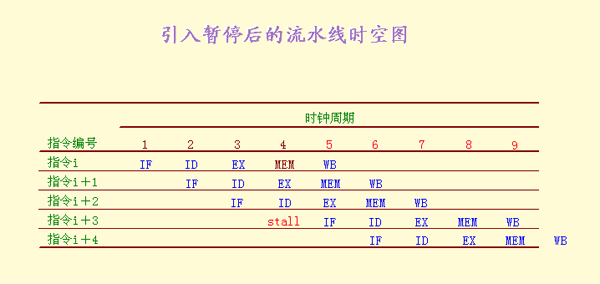 引入暂停后的流水线时空图
时钟周期
指令编号 1 2 3 4 5 6 7 8 9
指令i IF ID EX MEM WB
指令i+1 IF ID EX MEM WB
指令i+2 IF ID EX MEM WB
指令i+3 stall IF ID EX MEM WB
指令i+4 IF ID EX MEM WB